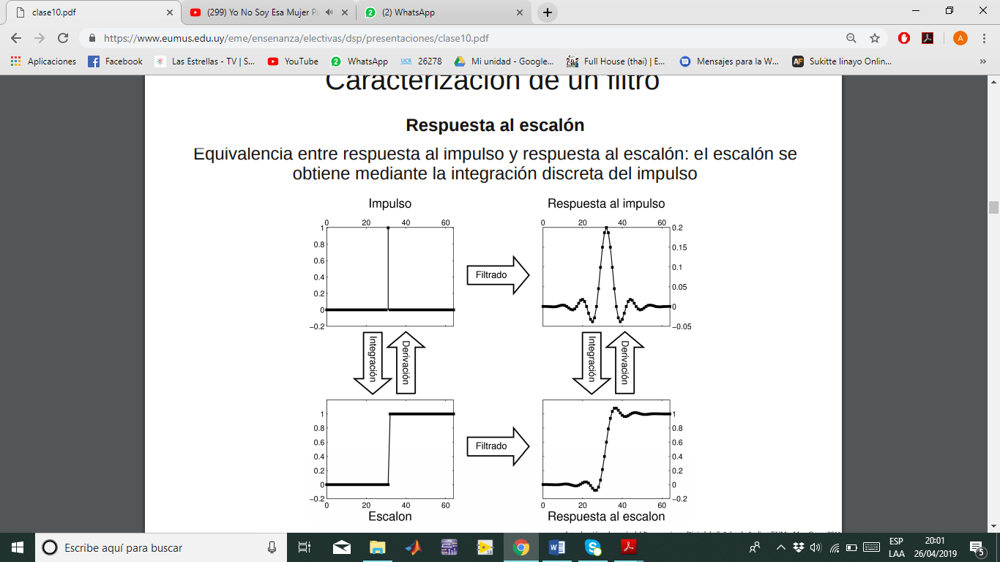 clase10.pdf
(299) Yo No Soy Esa Mujer Pa
(2) WhatsApp
https://www.eumus.edu.uy/eme/ensenanza/electivas/dsp/presentaciones/clase10.pdf
A
Aplicaciones
Facebook
Las Estrellas - TV | S...
YouTube
WhatsApp
UCR 26278
Mi unidad - Google...
Full House (thai) | E...
Mensajes para la W...
AF Sukitte Iinayo Onlin...
»
Caracterización de un filtro
Respuesta al escalón
Equivalencia entre respuesta al impulso y respuesta al escalón: el escalón se
obtiene mediante la integración discreta del impulso
Impulso
0 20 40 60
1
0.8
0.6
0.4
0.2
0
−0.2
Filtrado
Respuesta al impulso
0 20 40 60
0.2
0.15
0.1
0.05
0
−0.05
Integración
Derivación
Integración
Derivación
1
0.8
0.6
0.4
0.2
0
−0.2
0 20 40 60
Escalon
Filtrado
1
0.8
0.6
0.4
0.2
0
−0.2
0 20 40 60
Respuesta al escalon
Escribe aquí para buscar
ESP
LAA
20:01
26/04/2019
5